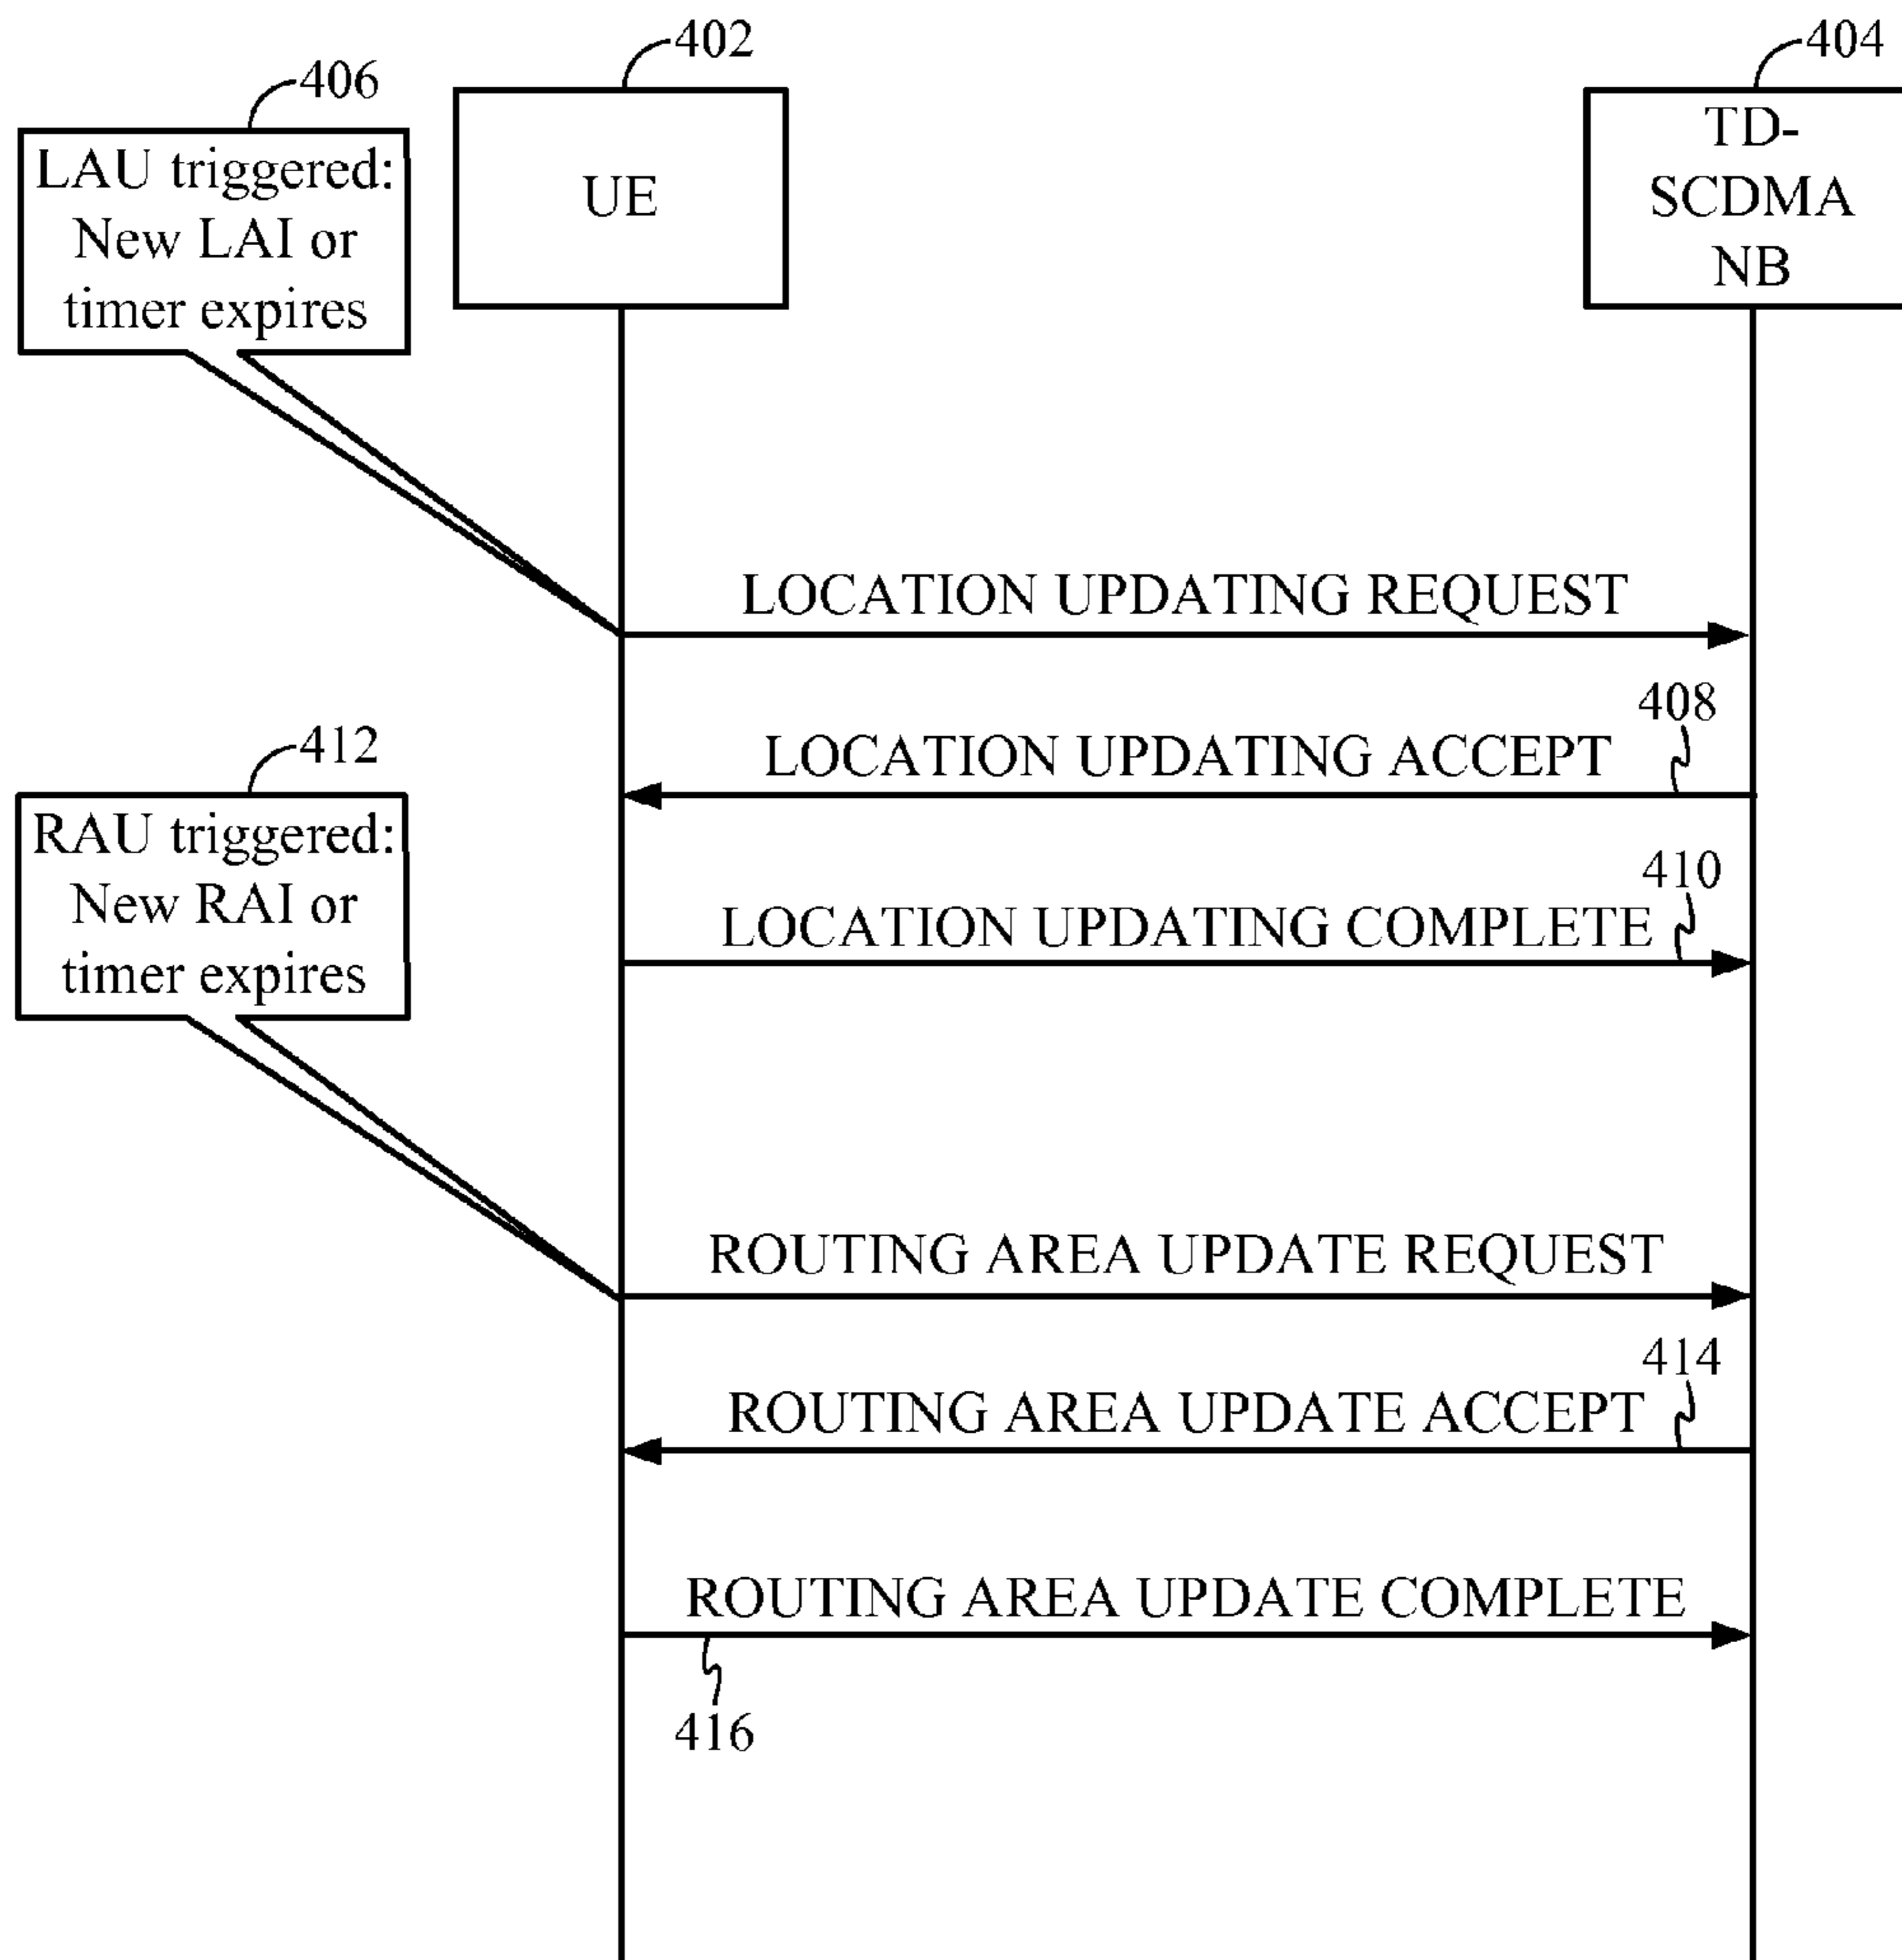 402
404
406
LAU triggered:
New LAI or
timer expires
UE
TD-
SCDMA
NB
LOCATION UPDATING REQUEST
408
LOCATION UPDATING ACCEPT
412
RAU triggered:
New RAI or
timer expires
410
LOCATION UPDATING COMPLETE
ROUTING AREA UPDATE REQUEST
414
ROUTING AREA UPDATE ACCEPT
ROUTING AREA UPDATE COMPLETE
416